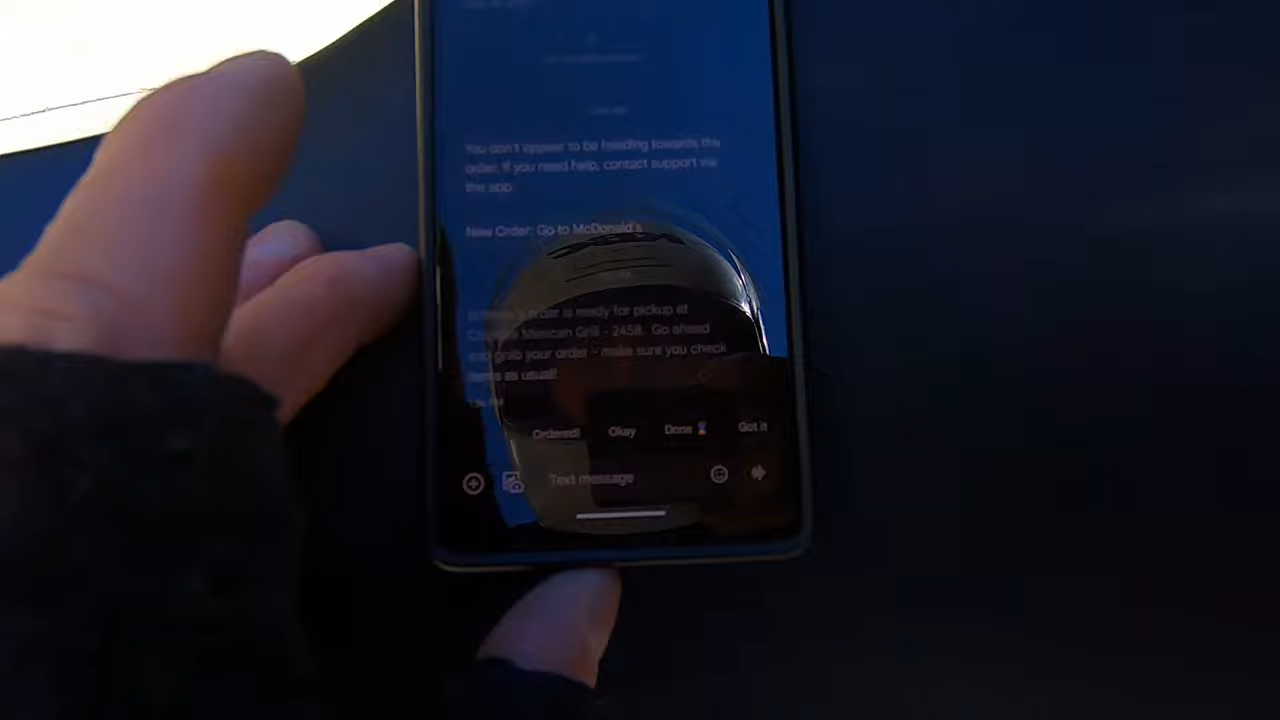 You don't appear to be heading towards the
order. If you need help, contact support via
the app.
New Order: Go to McDonald's
order is ready for pickup at
Mexican Grill - 2458. Go ahead
and grab your order - make sure you check
items as usual!
Ordered!
Okay
Done ⌛
Got it
Text message